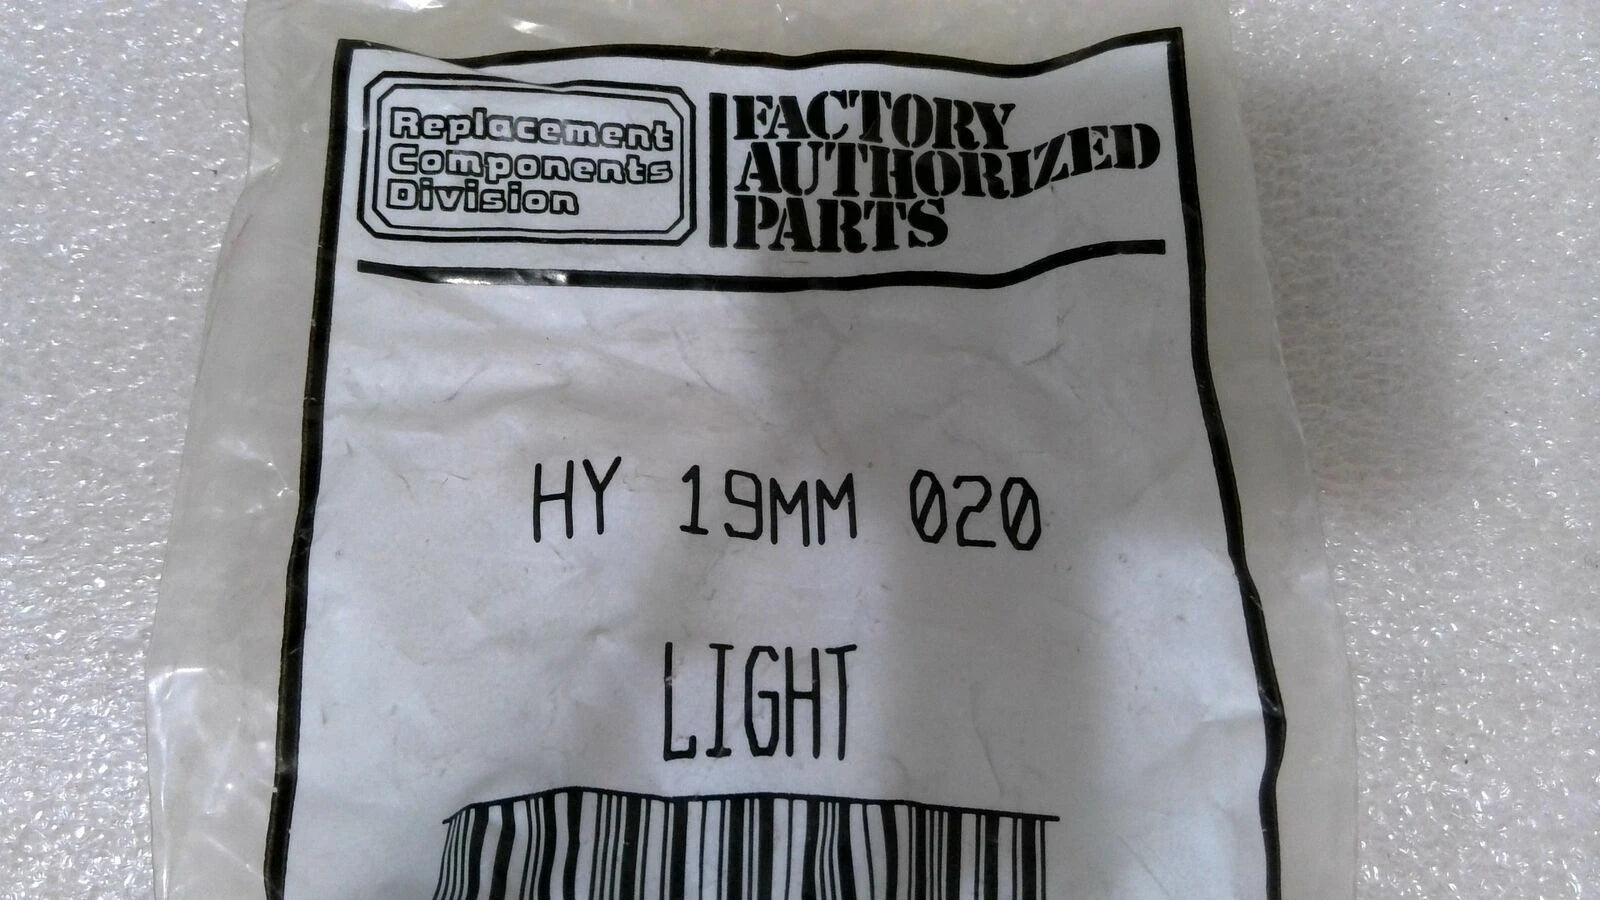 Replacement
Components
Division
FACTORY
AUTHORIZED
PARTS
HY 19MM 020
LIGHT